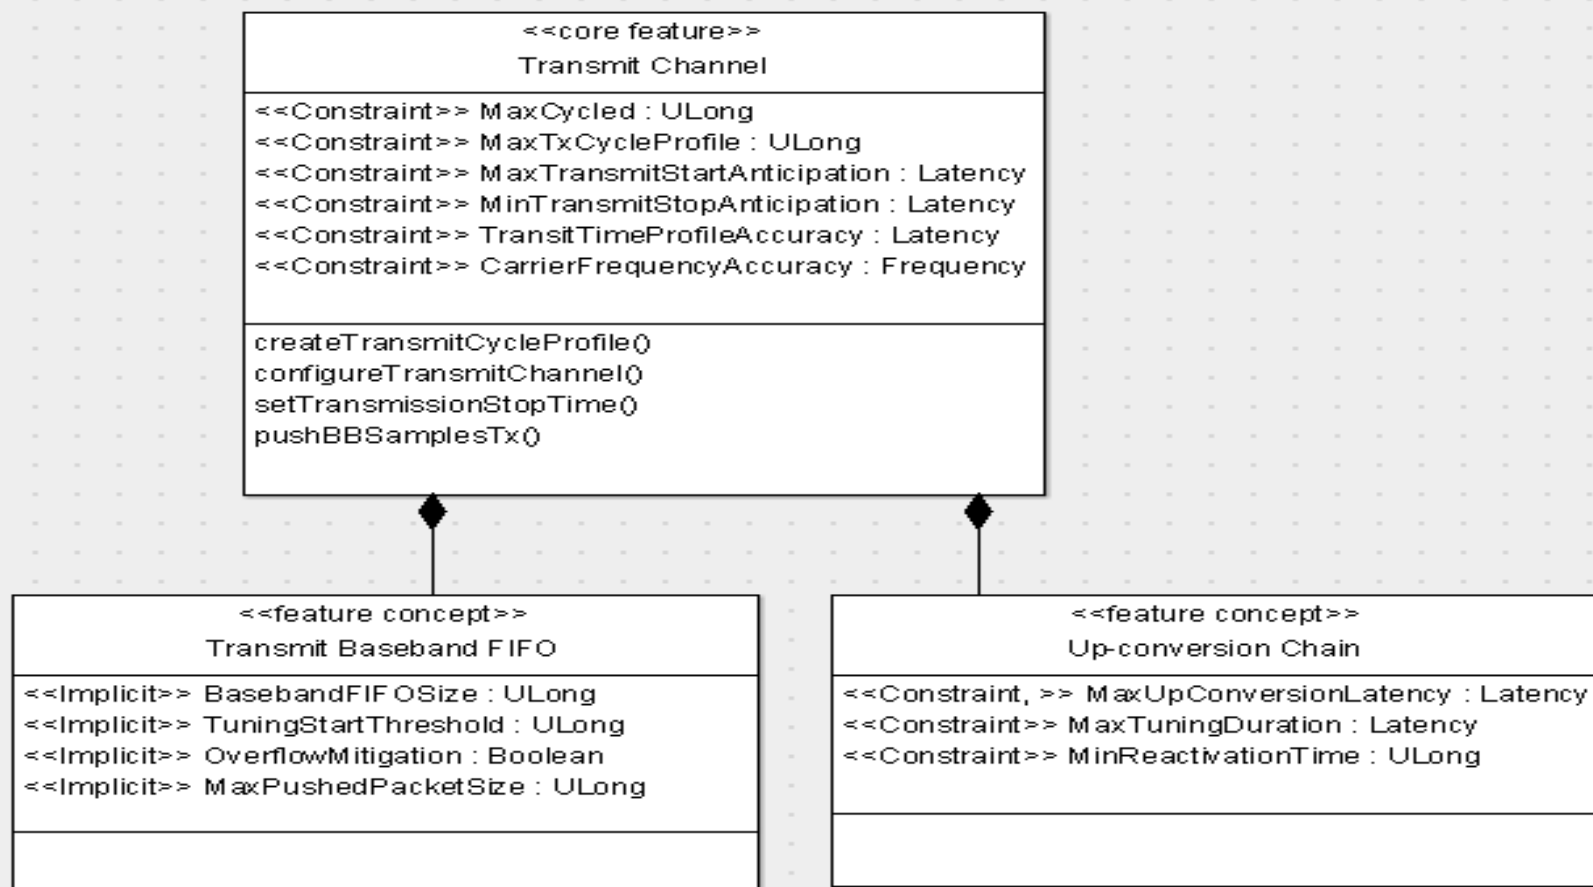 <<core feature>>
Transmit Channel
<<Constraint>> MaxCycled : ULong
<<Constraint>> MaxTxCycleProfile : ULong
<<Constraint>> MaxTransmitStartAnticipation : Latency
<<Constraint>> MinTransmitStopAnticipation : Latency
<<Constraint>> TransitTimeProfileAccuracy : Latency
<<Constraint>> CarrierFrequencyAccuracy : Frequency
createTransmitCycleProfile()
configureTransmitChannel()
setTransmissionStopTime()
pushBBSamplesTx()
<<feature concept>>
Transmit Baseband FIFO
<<Implicit>> BasebandFIFOSize : ULong
<<Implicit>> TuningStartThreshold : ULong
<<Implicit>> OverflowMitigation : Boolean
<<Implicit>> MaxPushedPacketSize : ULong
<<feature concept>>
Up-conversion Chain
<<Constraint, >> MaxUpConversionLatency : Latency
<<Constraint>> MaxTuningDuration : Latency
<<Constraint>> MinReactivationTime : ULong